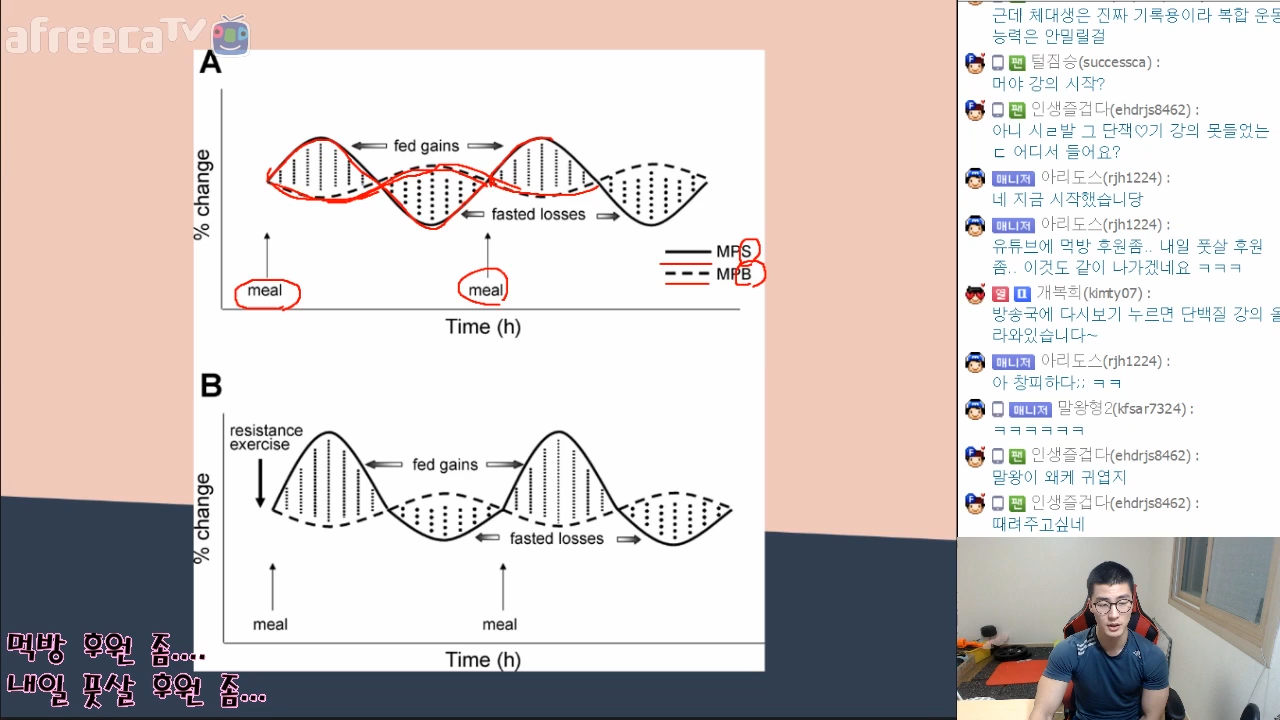 afreecaTV
A
fed gains
% change
fasted losses
MPS
MPB
meal
meal
Time (h)
B
resistance
exercise
fed gains
% change
fasted losses
meal
meal
Time (h)
먹방 후원 좀....
내일 풋살 후원 좀...
근데 체대생은 진짜 기록용이라 복합 운동
능력은 안밀릴걸
팬 털짐승(successca) :
머야 강의 시작?
팬 인생즐겁다(ehdrjs8462) :
아니 시ㄹ발 그 단잭♡기 강의 못들었는
ㄷ 어디서 들어요?
매니저 아리도스(rjh1224) :
네 지금 시작했습니당
매니저 아리도스(rjh1224) :
유튜브에 먹방 후원좀.. 내일 풋살 후원
좀.. 이것도 같이 나가겠네요 ㅋㅋㅋ
열 개복희(kimty07) :
방송국에 다시보기 누르면 단백질 강의 올
라와있습니다~
매니저 아리도스(rjh1224) :
아 창피하다;; ㅋㅋ
매니저 말왕형2(kfsar7324) :
ㅋㅋㅋㅋㅋㅋ
팬 인생즐겁다(ehdrjs8462) :
말왕이 왜케 귀엽지
팬 인생즐겁다(ehdrjs8462) :
때려주고싶네